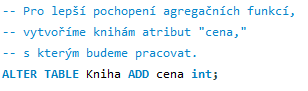 -- Pro lepší pochopení agregačních funkcí,
-- vytvoříme knihám atribut "cena,"
-- s kterým budeme pracovat.
ALTER TABLE Kniha ADD cena int;